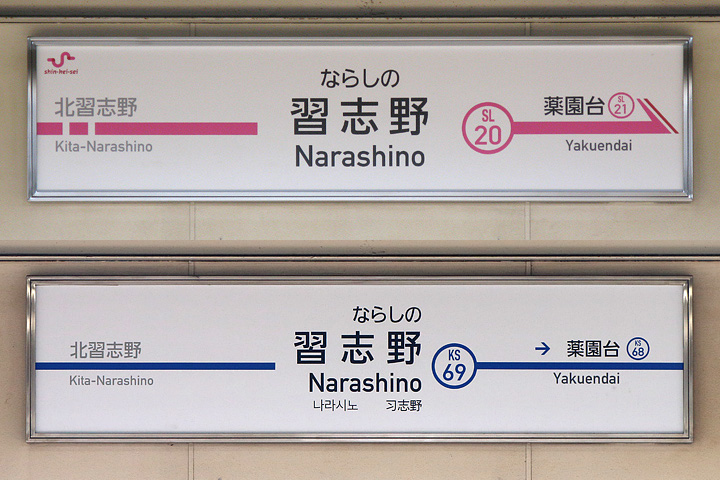 shin-kei-sei
ならしの
北習志野
習志野
SL
20
薬園台
SL
21
Kita-Narashino
Narashino
Yakuendai
ならしの
北習志野
習志野
KS
69
→ 薬園台
KS
68
Kita-Narashino
Narashino
Yakuendai
나라시노 习志野